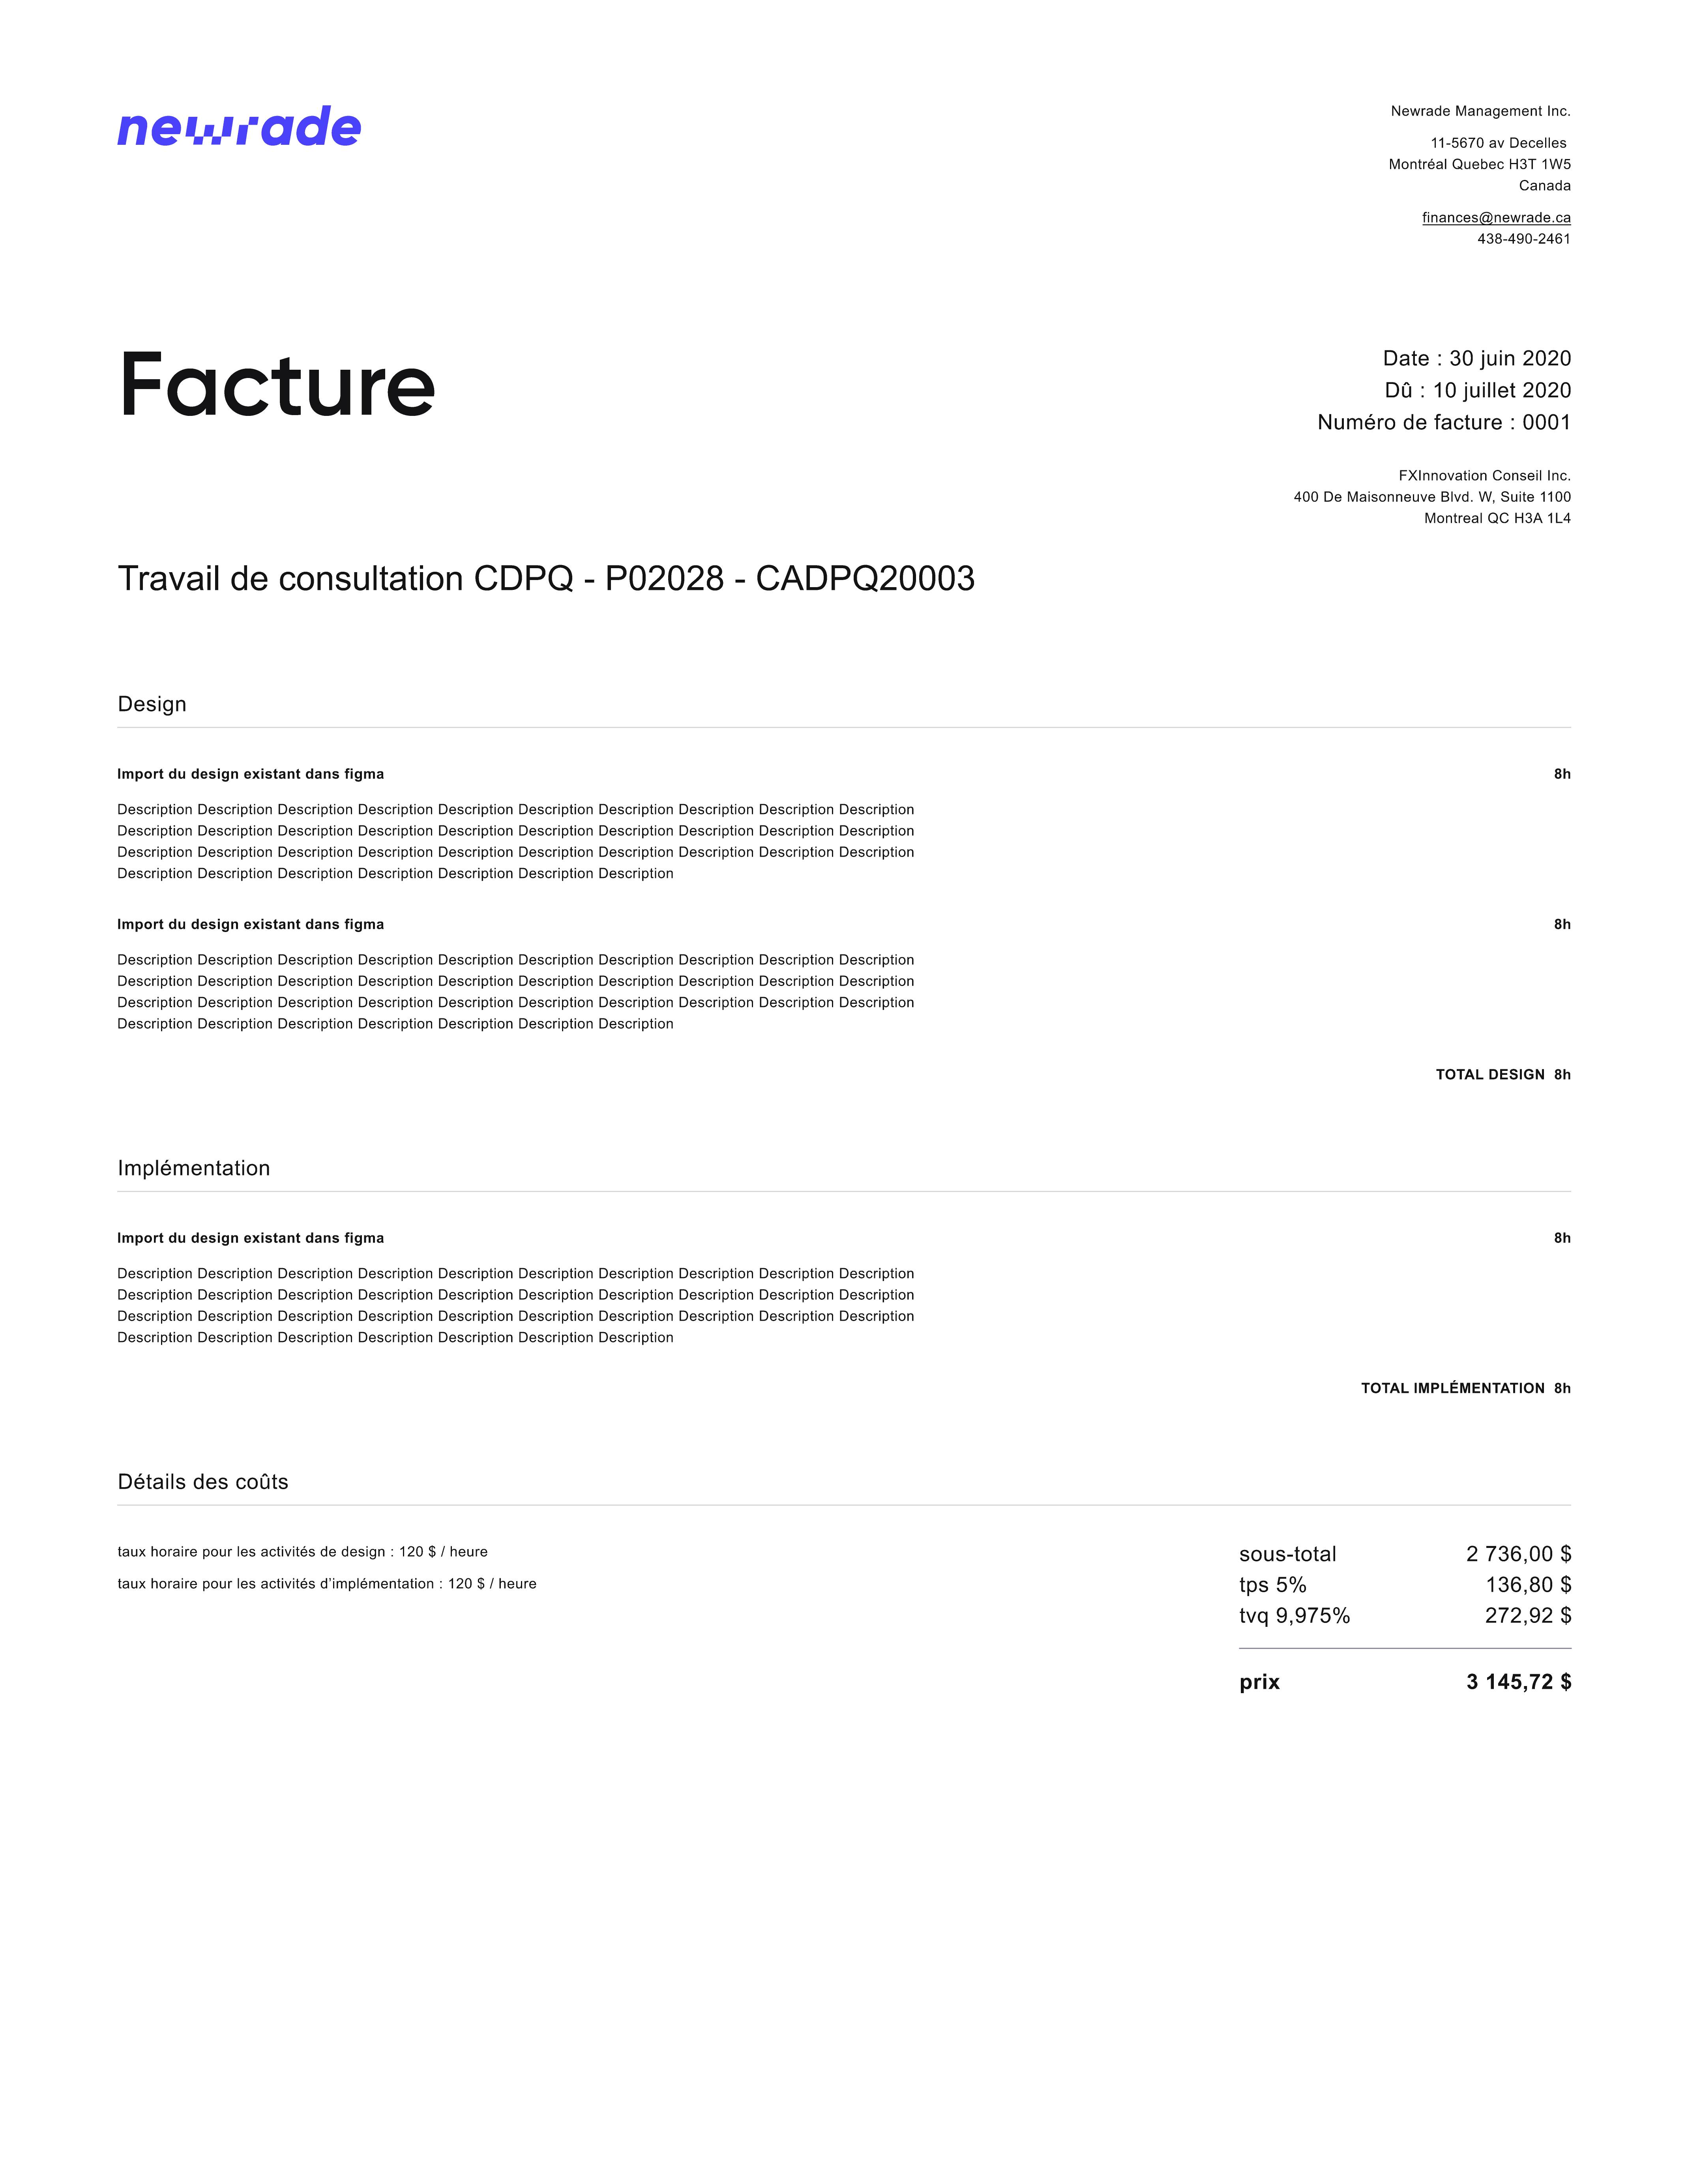 newrade
Newrade Management Inc.
11-5670 av Decelles
Montréal Quebec H3T 1W5
Canada
finances@newrade.ca
438-490-2461
Facture
Date : 30 juin 2020
Dû : 10 juillet 2020
Numéro de facture : 0001
FXInnovation Conseil Inc.
400 De Maisonneuve Blvd. W, Suite 1100
Montreal QC H3A 1L4
Travail de consultation CDPQ - P02028 - CADPQ20003
Design
Import du design existant dans figma 8h
Description Description Description Description Description Description Description Description Description Description
Description Description Description Description Description Description Description Description Description Description
Description Description Description Description Description Description Description Description Description Description
Description Description Description Description Description Description Description
Import du design existant dans figma 8h
Description Description Description Description Description Description Description Description Description Description
Description Description Description Description Description Description Description Description Description Description
Description Description Description Description Description Description Description Description Description Description
Description Description Description Description Description Description Description
TOTAL DESIGN 8h
Implémentation
Import du design existant dans figma 8h
Description Description Description Description Description Description Description Description Description Description
Description Description Description Description Description Description Description Description Description Description
Description Description Description Description Description Description Description Description Description Description
Description Description Description Description Description Description Description
TOTAL IMPLÉMENTATION 8h
Détails des coûts
taux horaire pour les activités de design : 120 $ / heure
taux horaire pour les activités d’implémentation : 120 $ / heure
sous-total 2 736,00 $
tps 5% 136,80 $
tvq 9,975% 272,92 $
prix 3 145,72 $